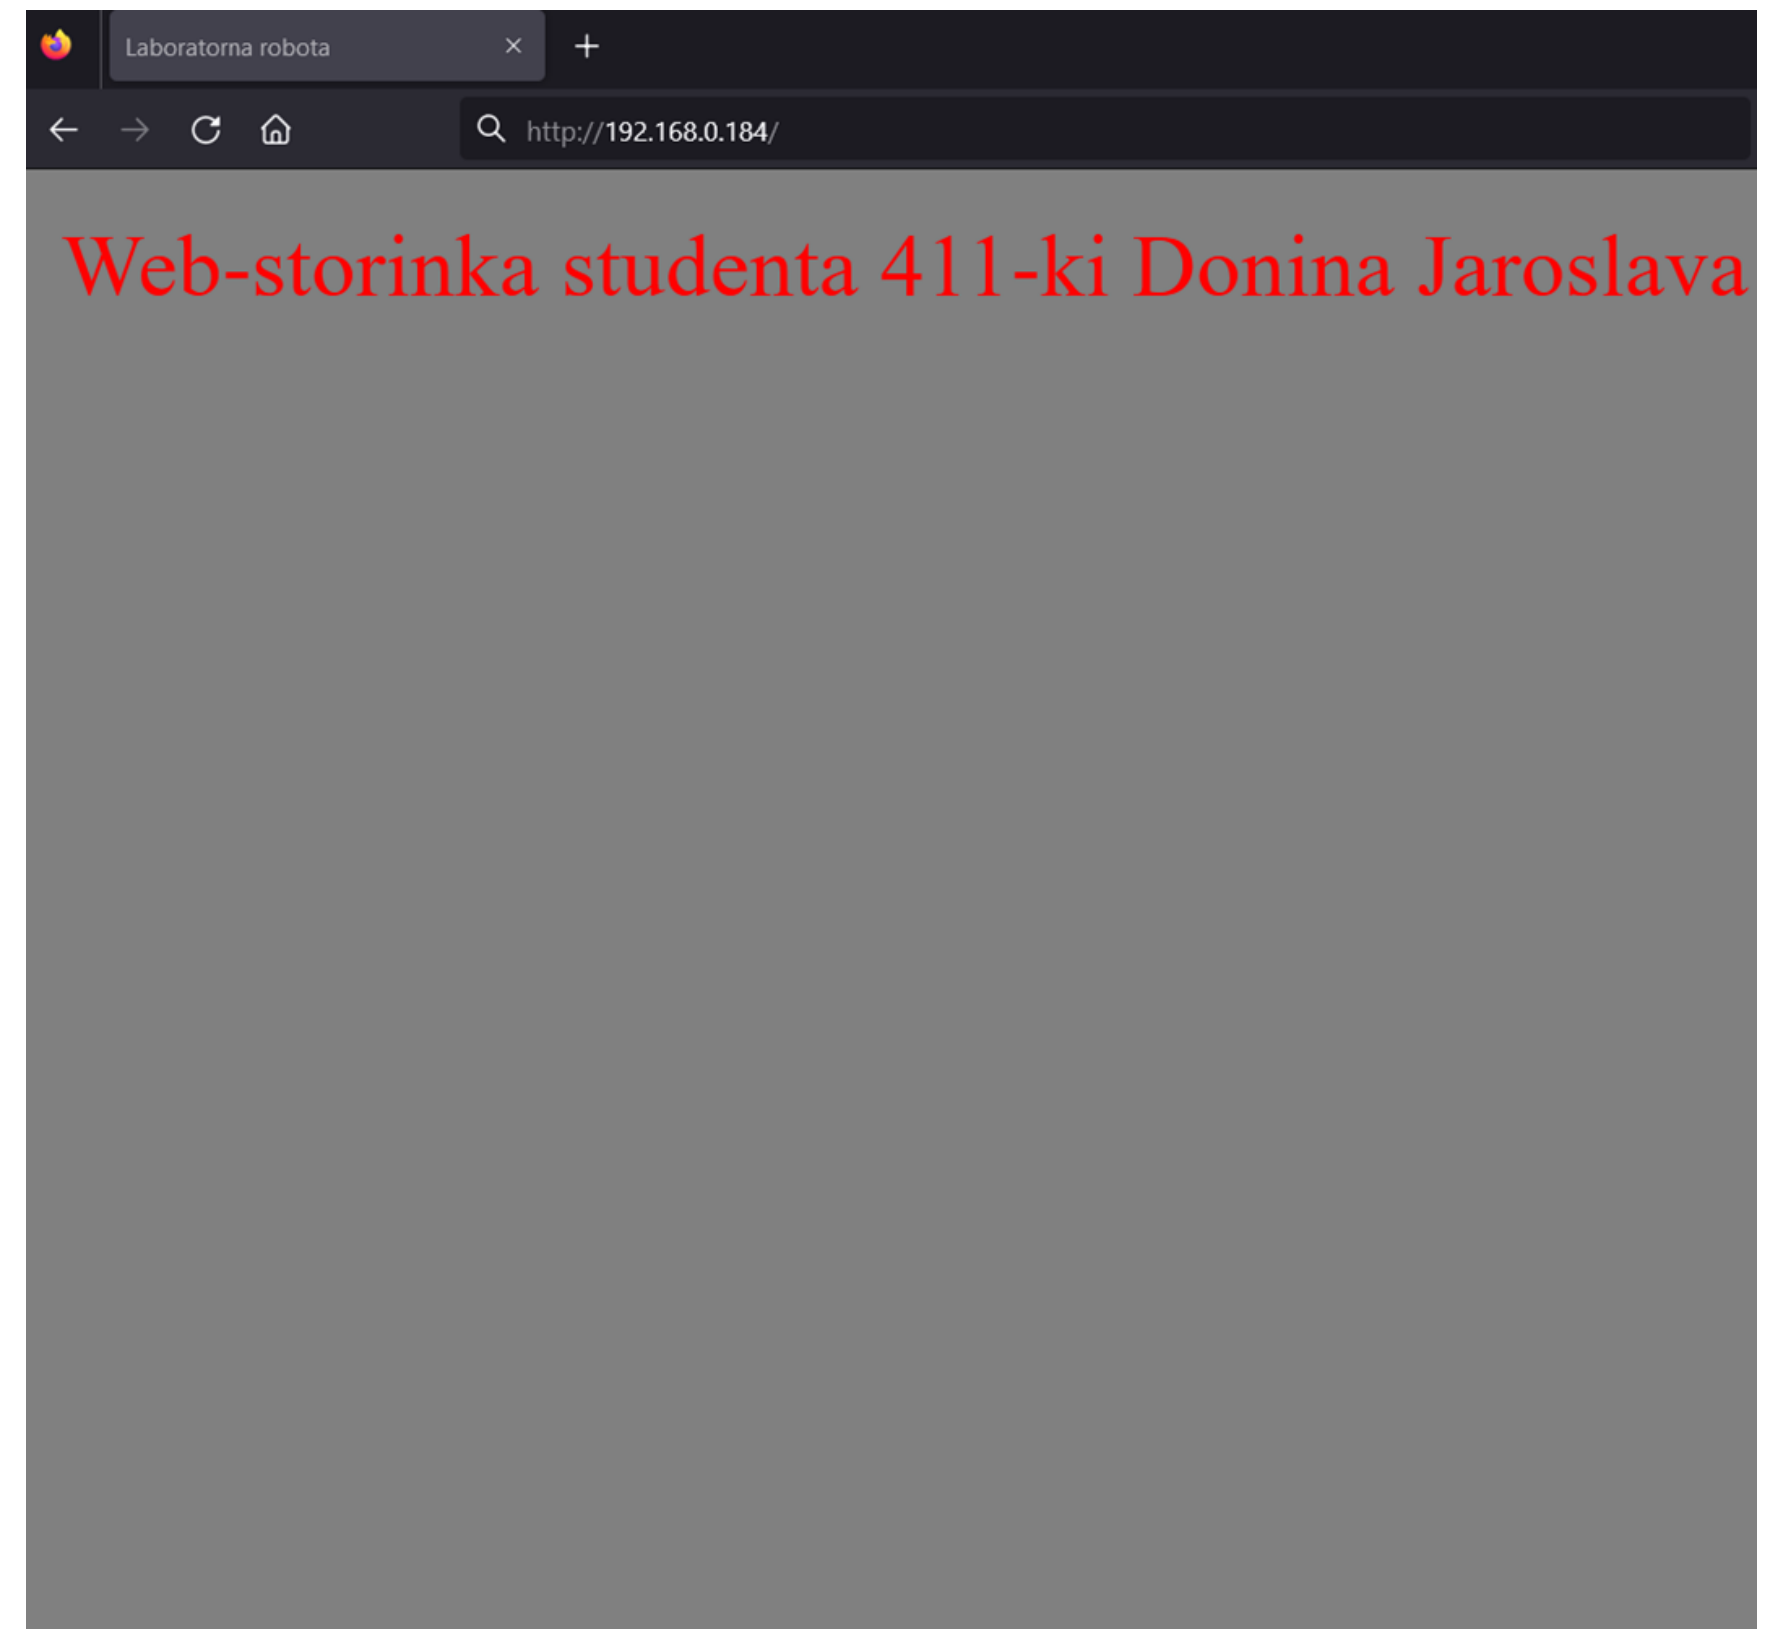 Laboratorna robota
http://192.168.0.184/
Web-storinka studenta 411-ki Donina Jaroslava